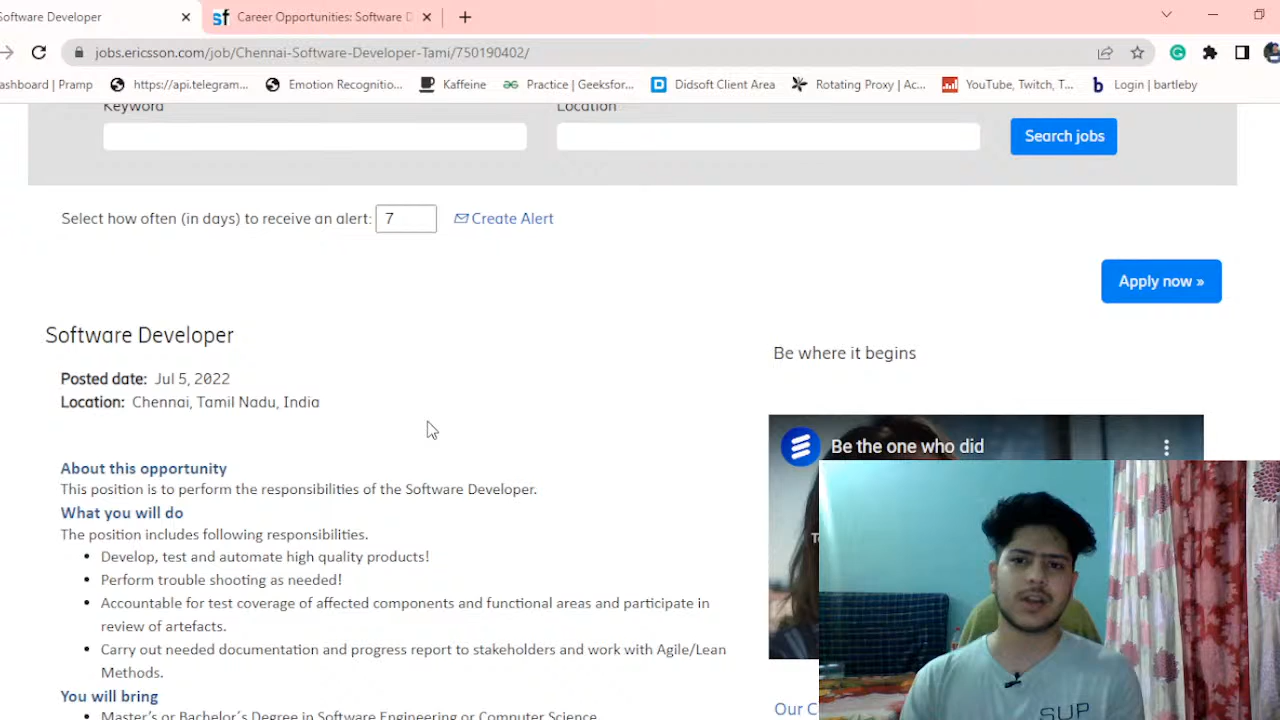 Software Developer
Career Opportunities: Software D
jobs.ericsson.com/job/Chennai-Software-Developer-Tami/750190402/
ashboard | Pramp
https://api.telegram...
Emotion Recognitio...
Kaffeine
Practice | Geeksfor...
Didsoft Client Area
Rotating Proxy | Ac...
YouTube, Twitch, T...
Login | bartleby
Keyword
Location
Search jobs
Select how often (in days) to receive an alert: 7
Create Alert
Apply now »
Software Developer
Posted date: Jul 5, 2022
Location: Chennai, Tamil Nadu, India
About this opportunity
This position is to perform the responsibilities of the Software Developer.
What you will do
The position includes following responsibilities.
• Develop, test and automate high quality products!
• Perform trouble shooting as needed!
• Accountable for test coverage of affected components and functional areas and participate in
review of artefacts.
• Carry out needed documentation and progress report to stakeholders and work with Agile/Lean
Methods.
You will bring
• Master's or Bachelor's Degree in Software Engineering or Computer Science
Be where it begins
Be the one who did
Our C
SUP